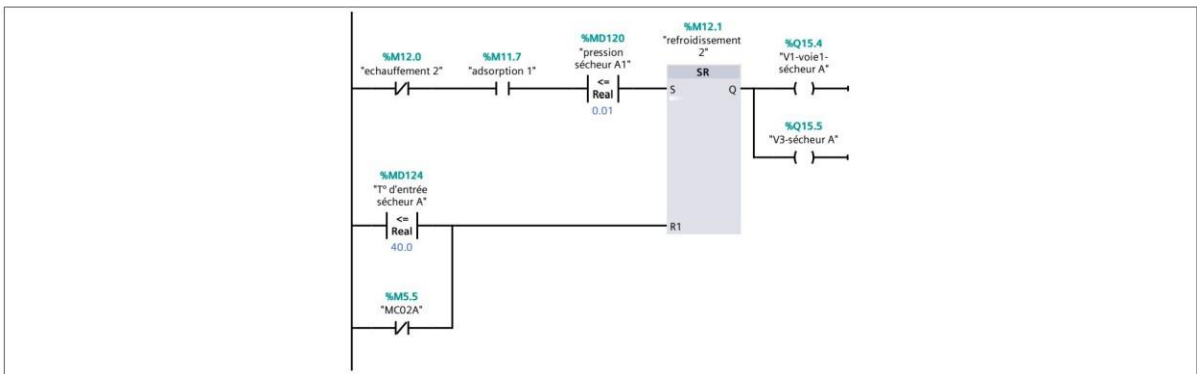 %M12.0
"echauffement 2"
%M11.7
"adsorption 1"
%MD120
"pression
sécheur A1"
<=
Real
0.01
%M12.1
"refroidissement
2"
SR
S
Q
R1
%Q15.4
"V1-voie1-
sécheur A"
%Q15.5
"V3-sécheur A"
%MD124
"T° d'entrée
sécheur A"
<=
Real
40.0
%M5.5
"MC02A"